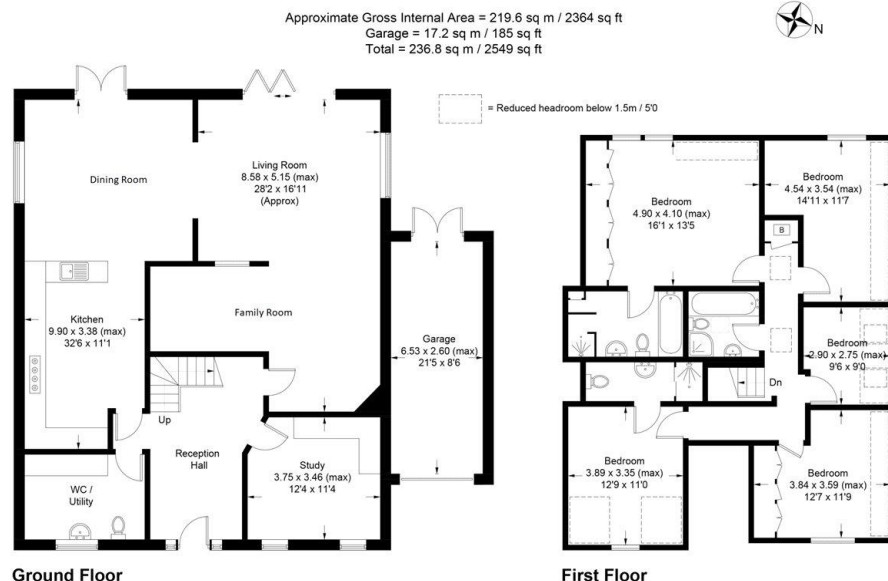 Approximate Gross Internal Area = 219.6 sq m / 2364 sq ft
Garage = 17.2 sq m / 185 sq ft
Total = 236.8 sq m / 2549 sq ft
N
= Reduced headroom below 1.5m / 5'0
Dining Room
Living Room
8.58 x 5.15 (max)
28'2 x 16'11
(Approx)
Kitchen
9.90 x 3.38 (max)
32'6 x 11'1
Family Room
Garage
6.53 x 2.60 (max)
21'5 x 8'6
Up
Reception
Hall
Study
3.75 x 3.46 (max)
12'4 x 11'4
WC /
Utility
Ground Floor
Bedroom
4.90 x 4.10 (max)
16'1 x 13'5
Bedroom
4.54 x 3.54 (max)
14'11 x 11'7
B
Bedroom
2.90 x 2.75 (max)
9'6 x 9'0
Dn
Bedroom
3.89 x 3.35 (max)
12'9 x 11'0
Bedroom
3.84 x 3.59 (max)
12'7 x 11'9
First Floor